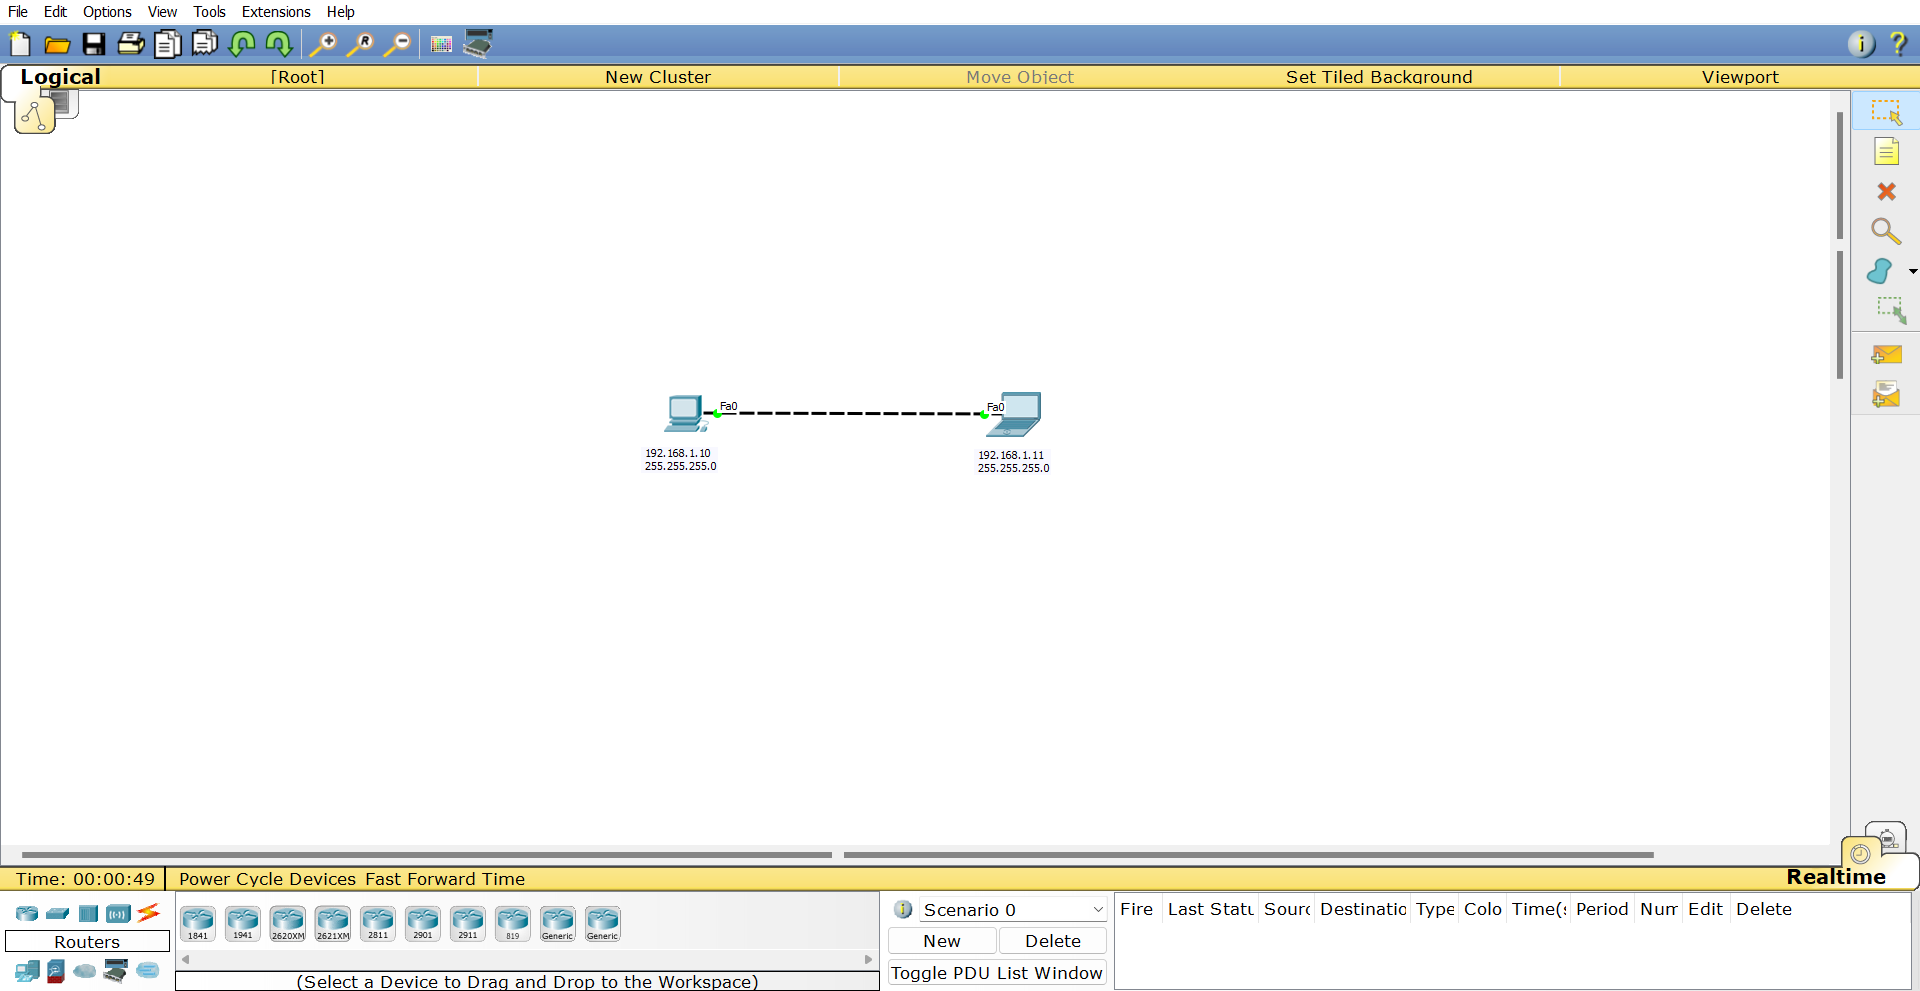 File Edit Options View Tools Extensions Help
Logical [Root] New Cluster Move Object Set Tiled Background Viewport
Fa0 Fa0
192.168.1.10
255.255.255.0
192.168.1.11
255.255.255.0
Time: 00:00:49 Power Cycle Devices Fast Forward Time Realtime
1841 1941 2620XM 2621XM 2811 2901 2911 819 Generic Generic
Routers
(Select a Device to Drag and Drop to the Workspace)
Scenario 0
New Delete
Toggle PDU List Window
Fire Last Statu Sourc Destinatic Type Colo Time(s Period Num Edit Delete